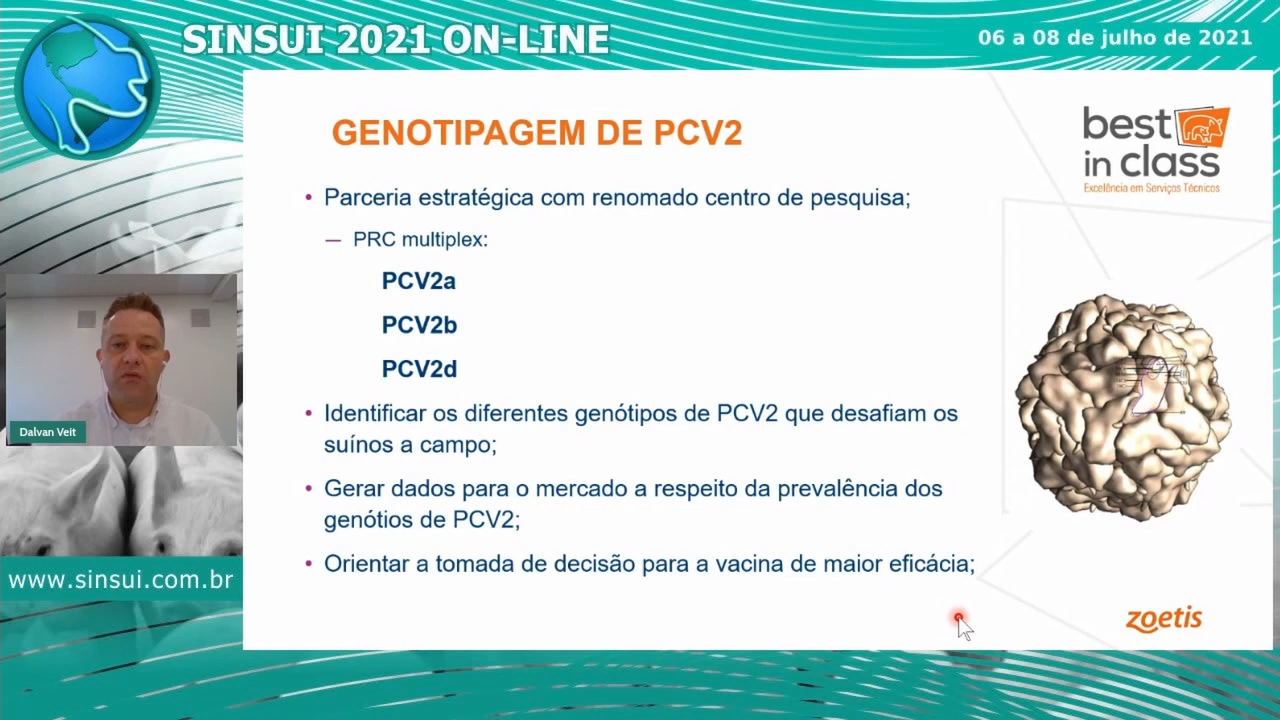 SINSUI 2021 ON-LINE
06 a 08 de julho de 2021
GENOTIPAGEM DE PCV2
best
in class
Excelência em Serviços Técnicos
• Parceria estratégica com renomado centro de pesquisa;
— PRC multiplex:
PCV2a
PCV2b
PCV2d
• Identificar os diferentes genótipos de PCV2 que desafiam os
suínos a campo;
• Gerar dados para o mercado a respeito da prevalência dos
genótios de PCV2;
• Orientar a tomada de decisão para a vacina de maior eficácia;
Dalvan Veit
www.sinsui.com.br
zoetis